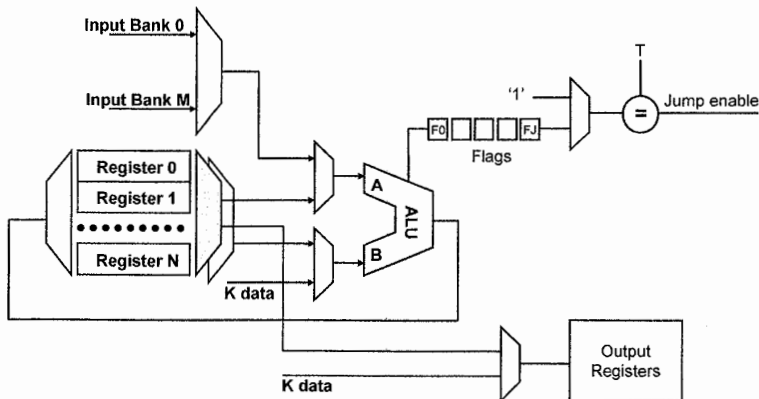 Input Bank 0
Input Bank M
T
'1'
Jump enable
=
F0
FJ
Flags
Register 0
Register 1
Register N
A
ALU
B
K data
K data
Output
Registers